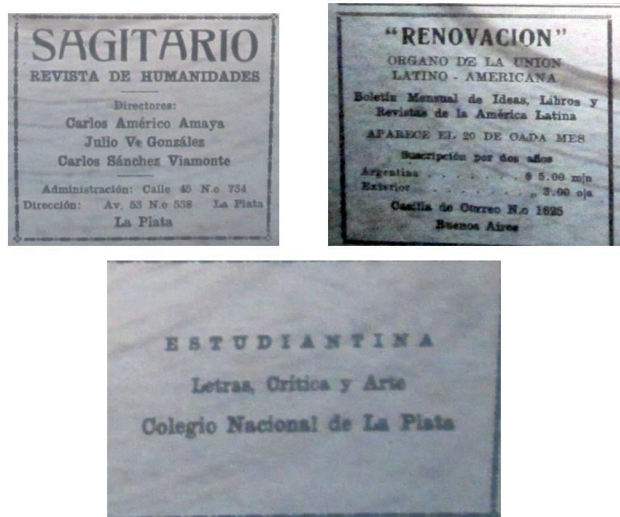 SAGITARIO
REVISTA DE HUMANIDADES
Directores:
Carlos Américo Amaya
Julio Ve González
Carlos Sánchez Viamonte
Administración: Calle 45 N.o 734
Dirección: Av. 53 N.o 538 La Plata
La Plata
"RENOVACION"
ORGANO DE LA UNION
LATINO - AMERICANA
Boletín Mensual de Ideas, Libros y
Revistas de la América Latina
APARECE EL 20 DE CADA MES
Suscripción por dos años
Argentina . . . . . . $ 5.00 m|n
Exterior . . . . . . „ 3.00 o|s
Casilla de Correo N.o 1625
Buenos Aires
ESTUDIANTINA
Letras, Crítica y Arte
Colegio Nacional de La Plata